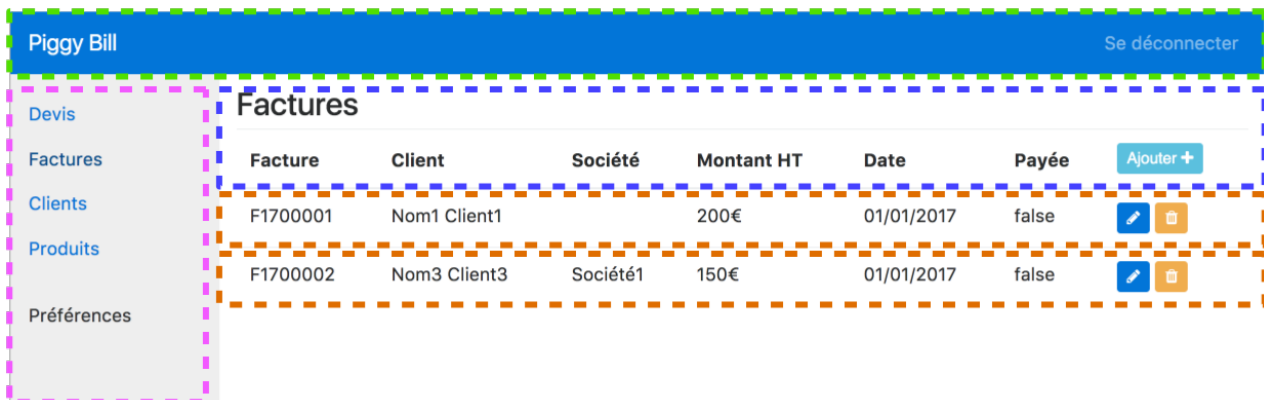 Piggy Bill Se déconnecter
Devis
Factures
Clients
Produits
Préférences
Factures
Facture Client Société Montant HT Date Payée Ajouter +
F1700001 Nom1 Client1 200€ 01/01/2017 false
F1700002 Nom3 Client3 Société1 150€ 01/01/2017 false